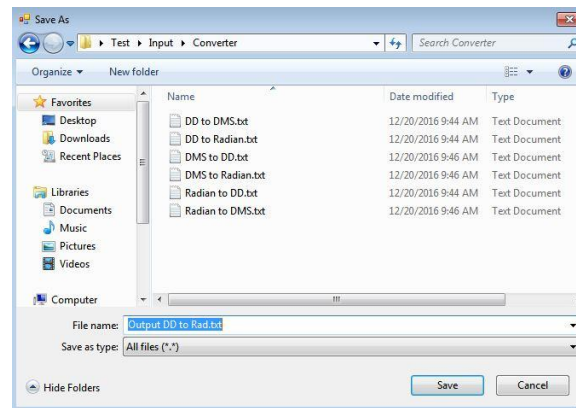 Save As
Test Input Converter
Search Converter
Organize New folder
Name Date modified Type
Favorites
Desktop
Downloads
Recent Places
Libraries
Documents
Music
Pictures
Videos
Computer
DD to DMS.txt 12/20/2016 9:44 AM Text Document
DD to Radian.txt 12/20/2016 9:44 AM Text Document
DMS to DD.txt 12/20/2016 9:46 AM Text Document
DMS to Radian.txt 12/20/2016 9:46 AM Text Document
Radian to DD.txt 12/20/2016 9:44 AM Text Document
Radian to DMS.txt 12/20/2016 9:46 AM Text Document
File name: Output DD to Rad.txt
Save as type: All files (*.*)
Hide Folders
Save Cancel